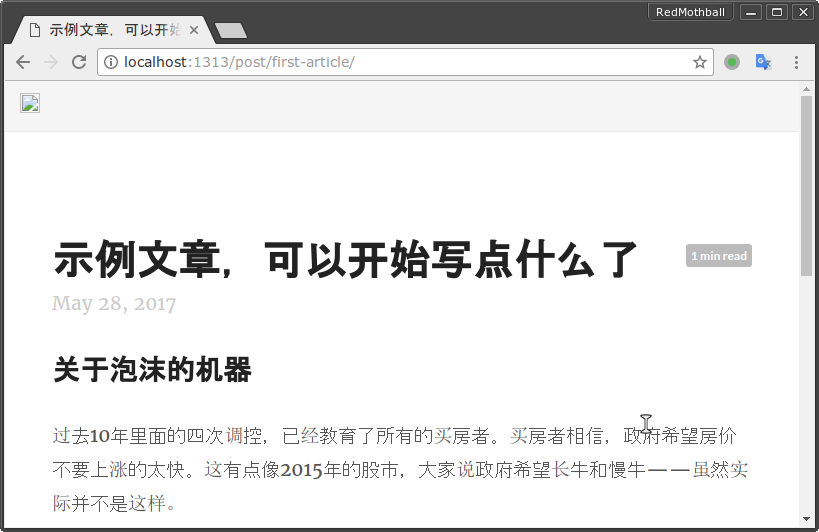 RedMothball
示例文章，可以开始
localhost:1313/post/first-article/
示例文章，可以开始写点什么了
1 min read
May 28, 2017
关于泡沫的机器
过去10年里面的四次调控，已经教育了所有的买房者。买房者相信，政府希望房价
不要上涨的太快。这有点像2015年的股市，大家说政府希望长牛和慢牛——虽然实
际并不是这样。